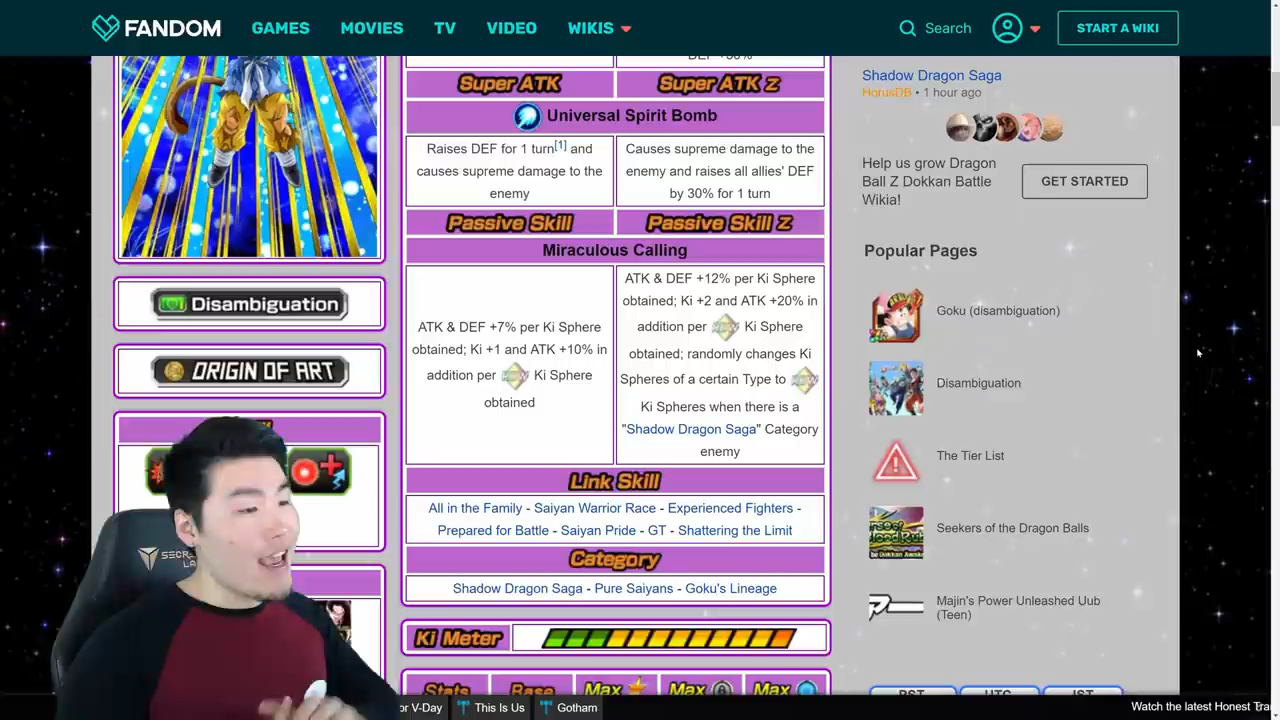 FANDOM GAMES MOVIES TV VIDEO WIKIS Search START A WIKI
Super ATK Super ATK Z
Universal Spirit Bomb
Raises DEF for 1 turn[1] and
causes supreme damage to the
enemy
Causes supreme damage to the
enemy and raises all allies' DEF
by 30% for 1 turn
Passive Skill Passive Skill Z
Miraculous Calling
ATK & DEF +7% per Ki Sphere
obtained; Ki +1 and ATK +10% in
addition per Ki Sphere
obtained
ATK & DEF +12% per Ki Sphere
obtained; Ki +2 and ATK +20% in
addition per Ki Sphere
obtained; randomly changes Ki
Spheres of a certain Type to
Ki Spheres when there is a
"Shadow Dragon Saga" Category
enemy
Link Skill
All in the Family - Saiyan Warrior Race - Experienced Fighters -
Prepared for Battle - Saiyan Pride - GT - Shattering the Limit
Category
Shadow Dragon Saga - Pure Saiyans - Goku's Lineage
Ki Meter
Stats Base Max Max Max
Disambiguation
ORIGIN OF ART
Shadow Dragon Saga
HorusDB • 1 hour ago
Help us grow Dragon
Ball Z Dokkan Battle
Wikia!
GET STARTED
Popular Pages
Goku (disambiguation)
Disambiguation
The Tier List
Seekers of the Dragon Balls
Majin's Power Unleashed Uub
(Teen)
PST UTC JST
or V-Day This Is Us Gotham
Watch the latest Honest Trai